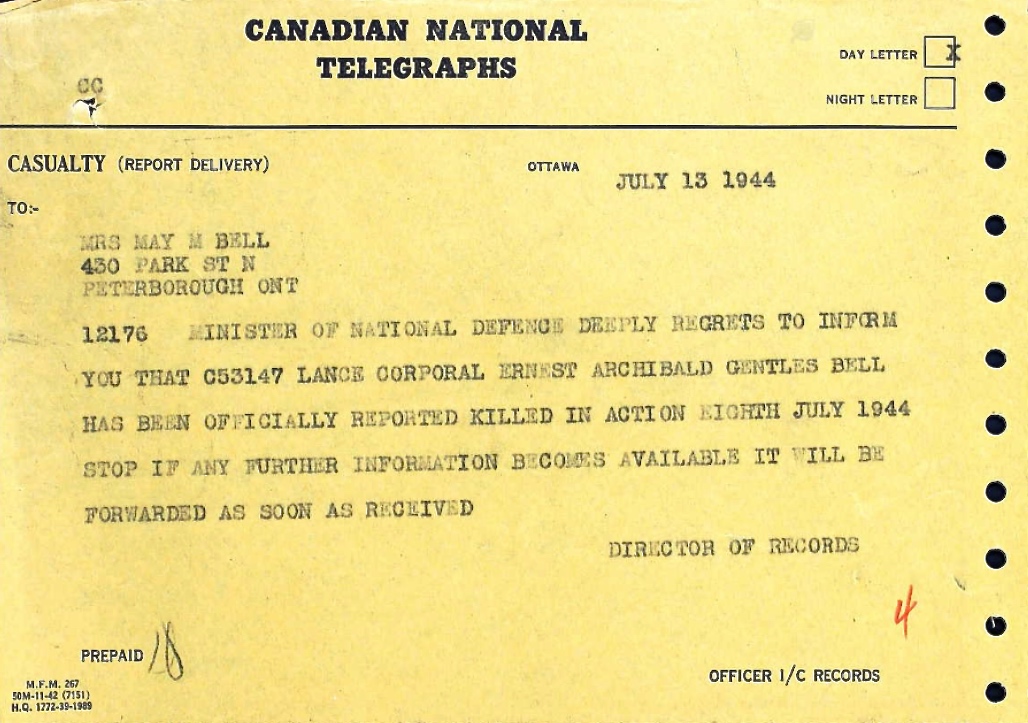 CANADIAN NATIONAL
TELEGRAPHS
DAY LETTER X
NIGHT LETTER
CC
CASUALTY (REPORT DELIVERY)
OTTAWA
JULY 13 1944
TO:-
MRS MAY M BELL
430 PARK ST N
PETERBOROUGH ONT
12176 MINISTER OF NATIONAL DEFENCE DEEPLY REGRETS TO INFORM
YOU THAT C53147 LANCE CORPORAL ERNEST ARCHIBALD GENTLES BELL
HAS BEEN OFFICIALLY REPORTED KILLED IN ACTION EIGHTH JULY 1944
STOP IF ANY FURTHER INFORMATION BECOMES AVAILABLE IT WILL BE
FORWARDED AS SOON AS RECEIVED
DIRECTOR OF RECORDS
4
PREPAID
OFFICER I/C RECORDS
M.F.M. 267
50M-11-42 (7151)
H.Q. 1772-39-1989